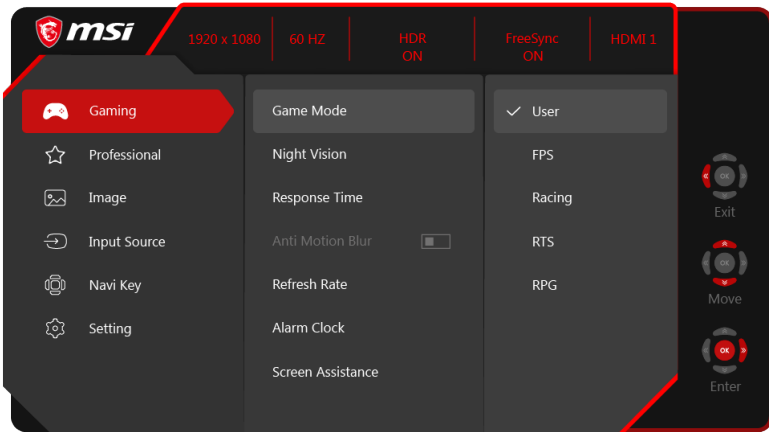 msi
1920 x 1080
60 HZ
HDR
ON
FreeSync
ON
HDMI 1
Gaming
Professional
Image
Input Source
Navi Key
Setting
Game Mode
Night Vision
Response Time
Anti Motion Blur
Refresh Rate
Alarm Clock
Screen Assistance
User
FPS
Racing
RTS
RPG
OK
Exit
OK
Move
OK
Enter